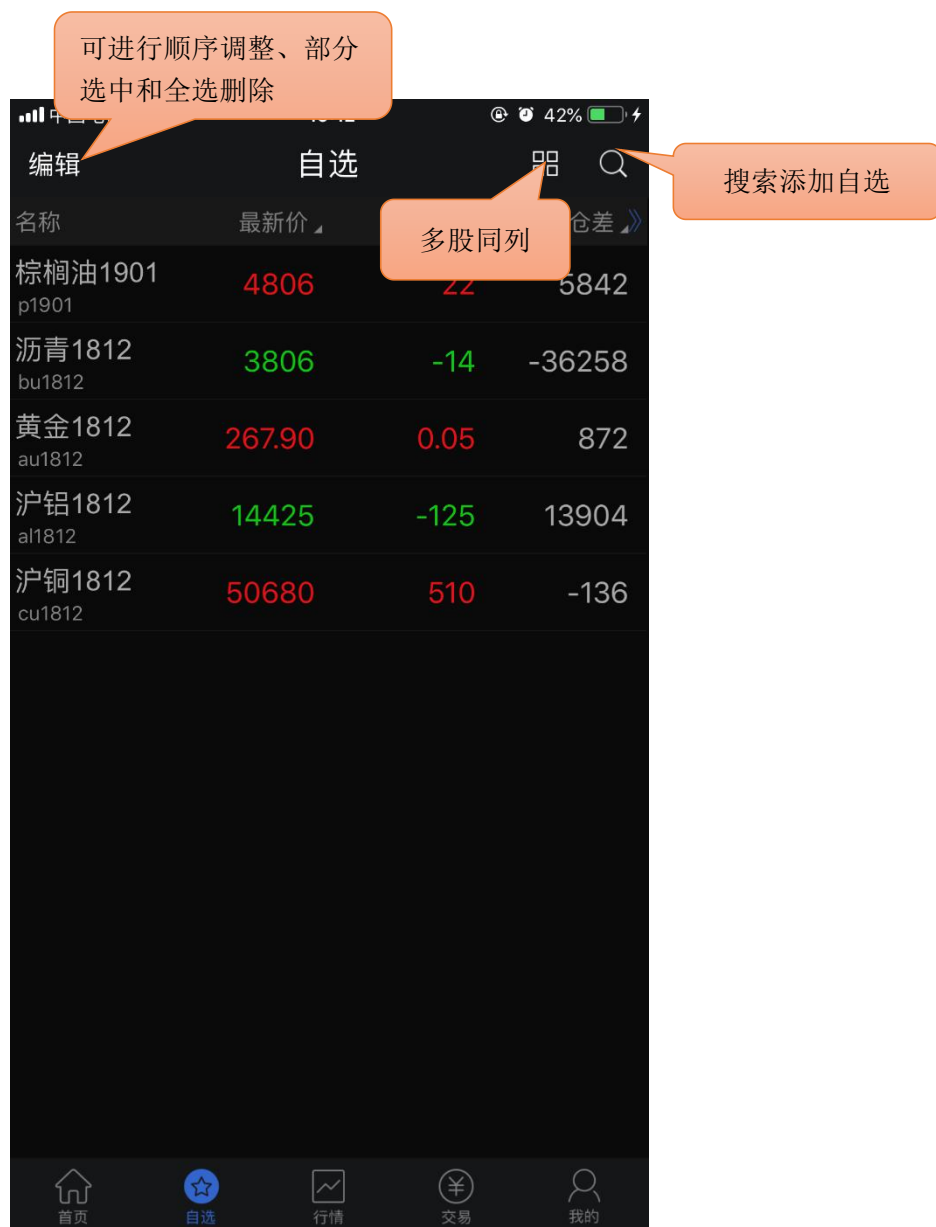 可进行顺序调整、部分
选中和全选删除
42%
编辑 自选
搜索添加自选
名称 最新价 仓差
多股同列
棕榈油1901 4806 22 5842
p1901
沥青1812 3806 -14 -36258
bu1812
黄金1812 267.90 0.05 872
au1812
沪铝1812 14425 -125 13904
al1812
沪铜1812 50680 510 -136
cu1812
首页 自选 行情 交易 我的